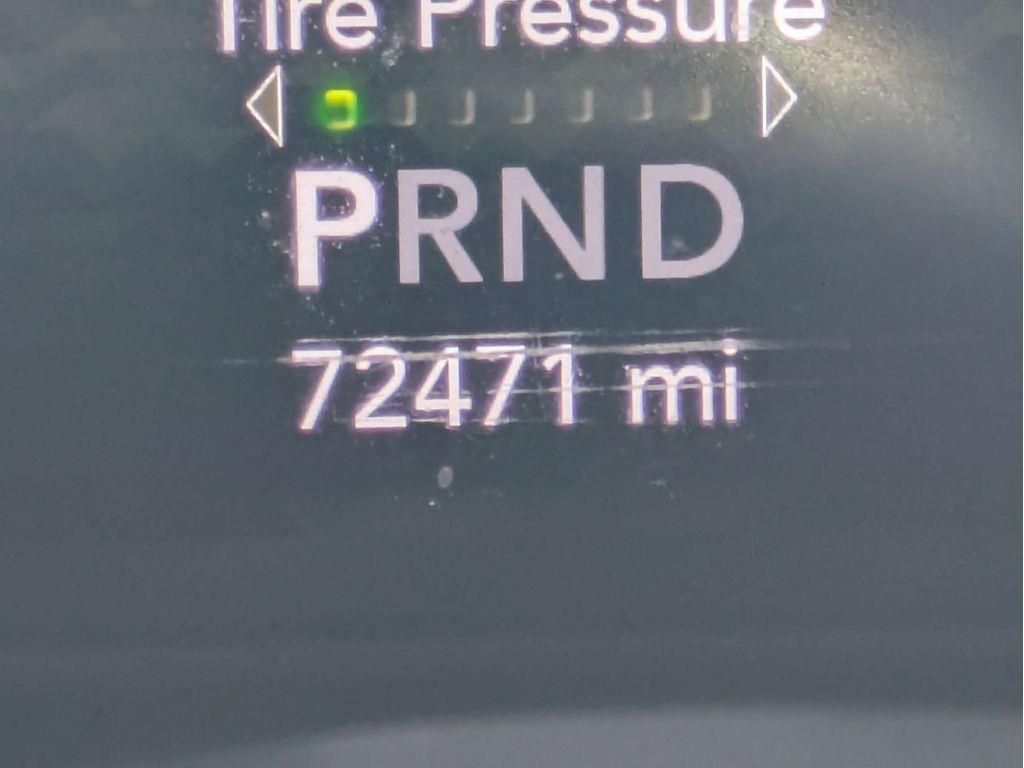 Tire Pressure
PRND
72471 mi